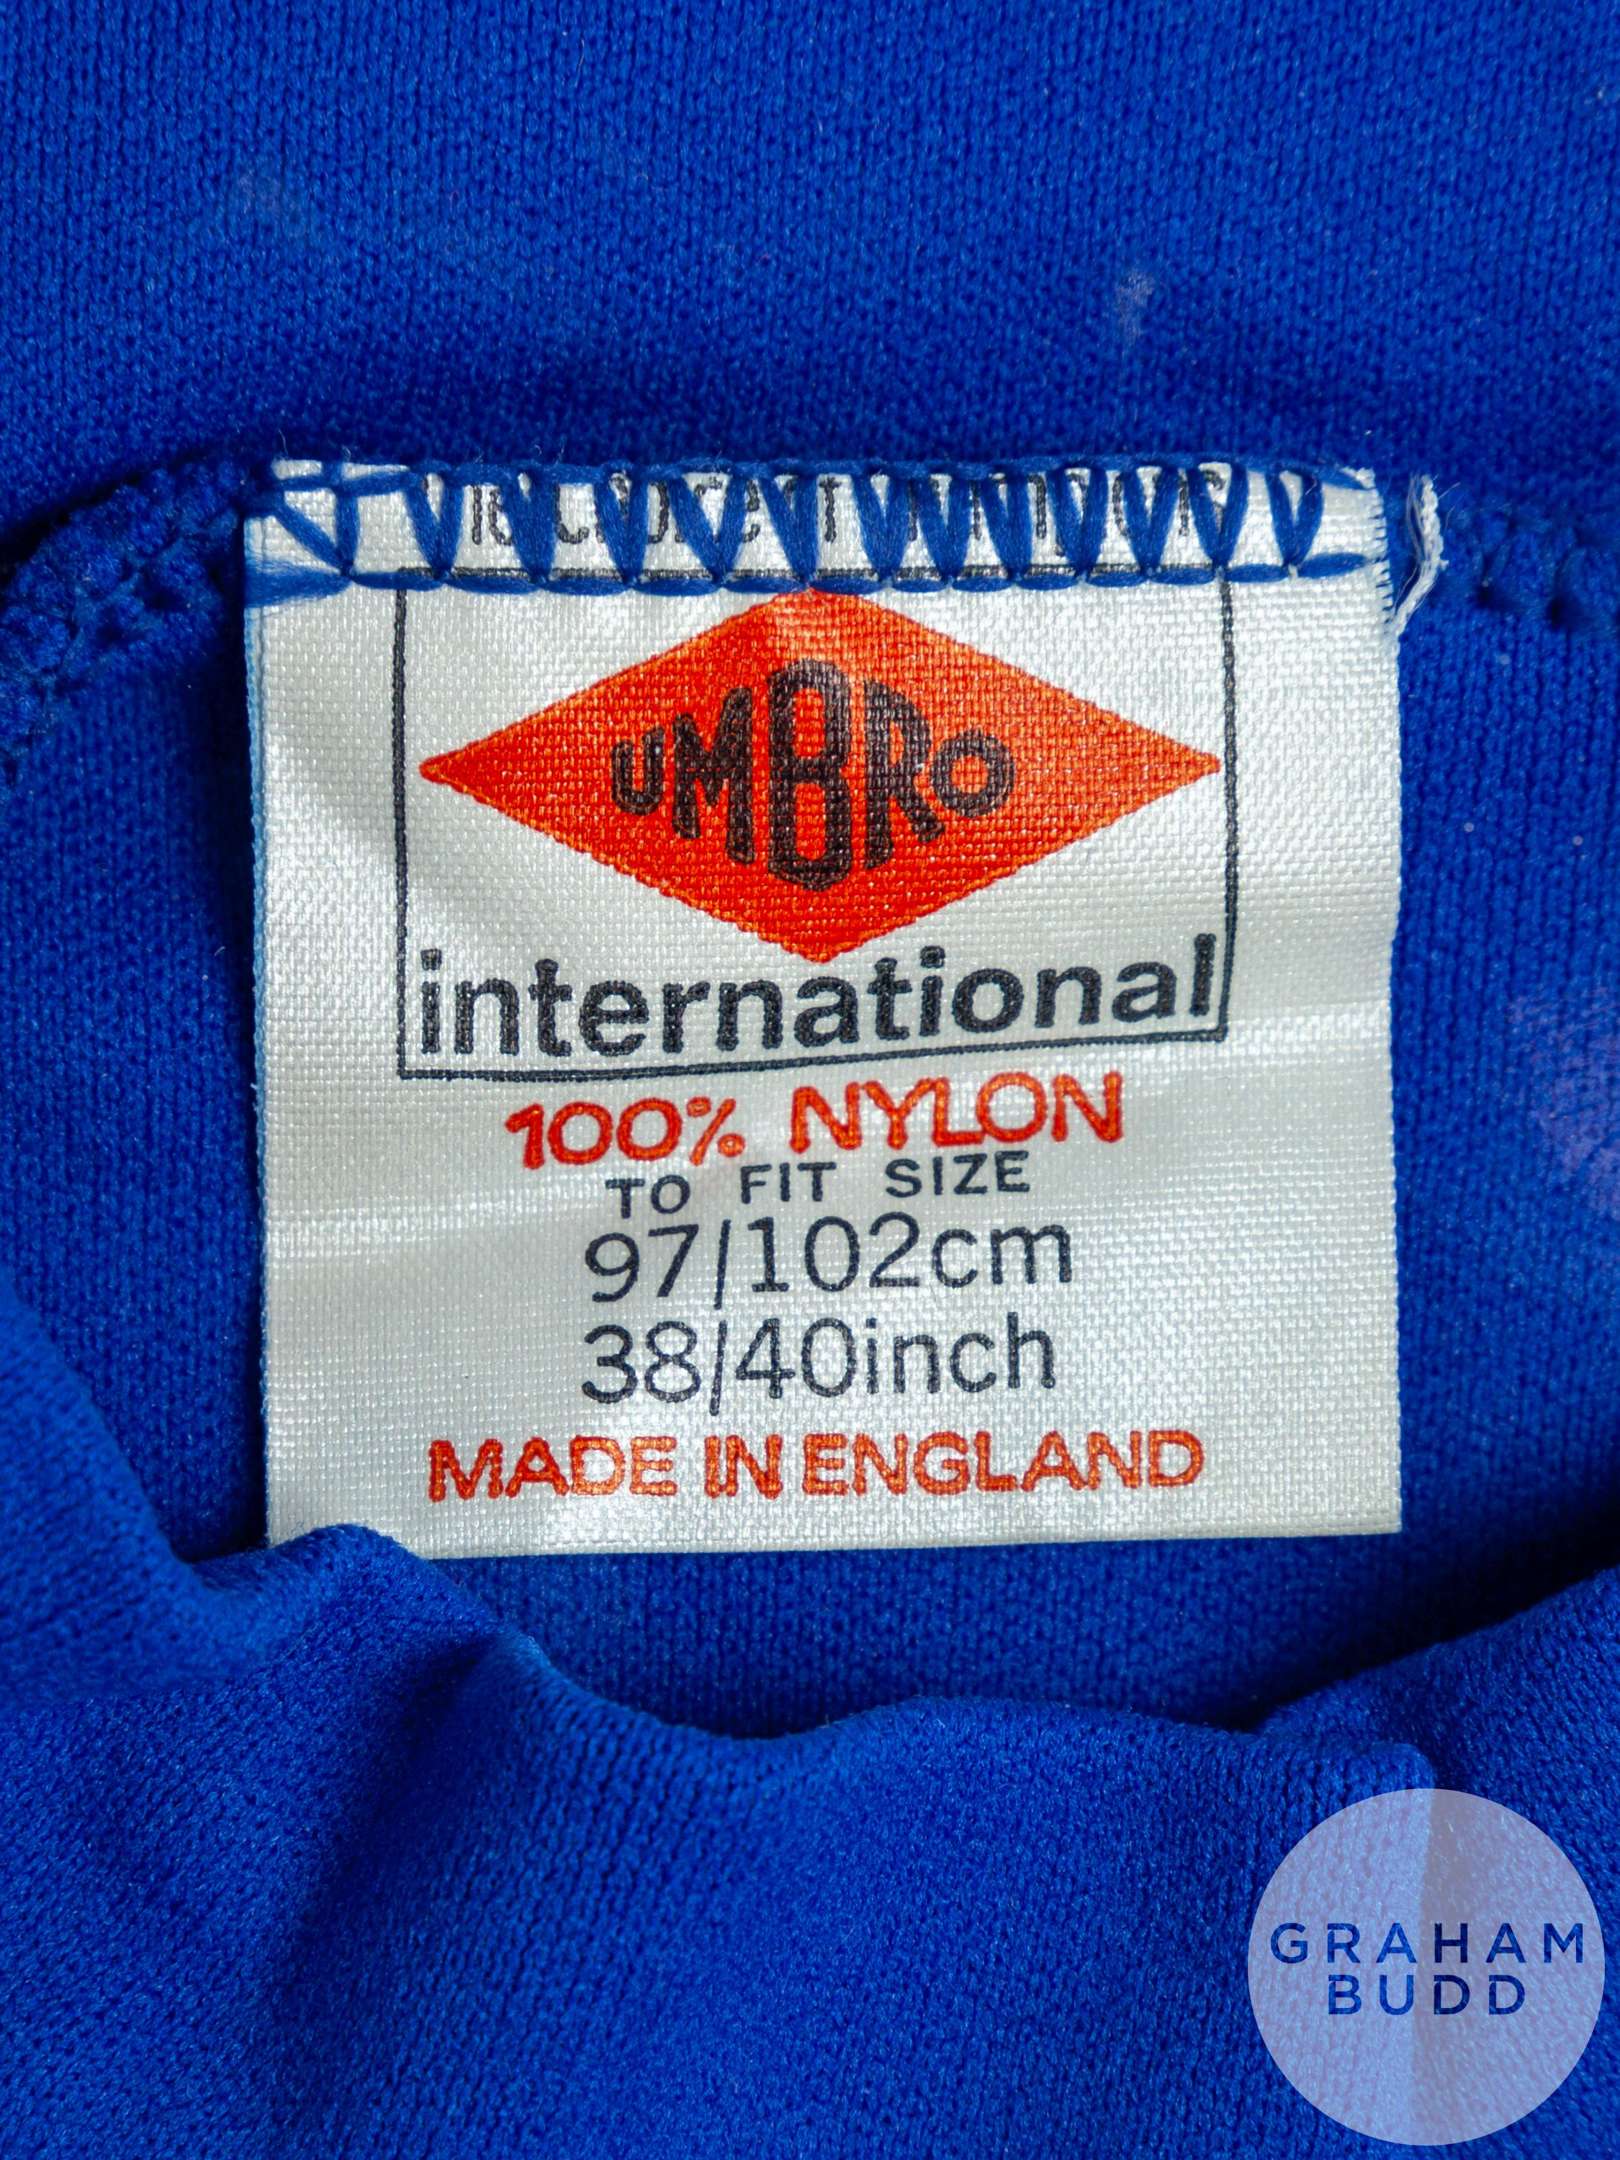 UMBRO
international
100% NYLON
TO FIT SIZE
97/102cm
38/40inch
MADE IN ENGLAND
GRAHAM
BUDD